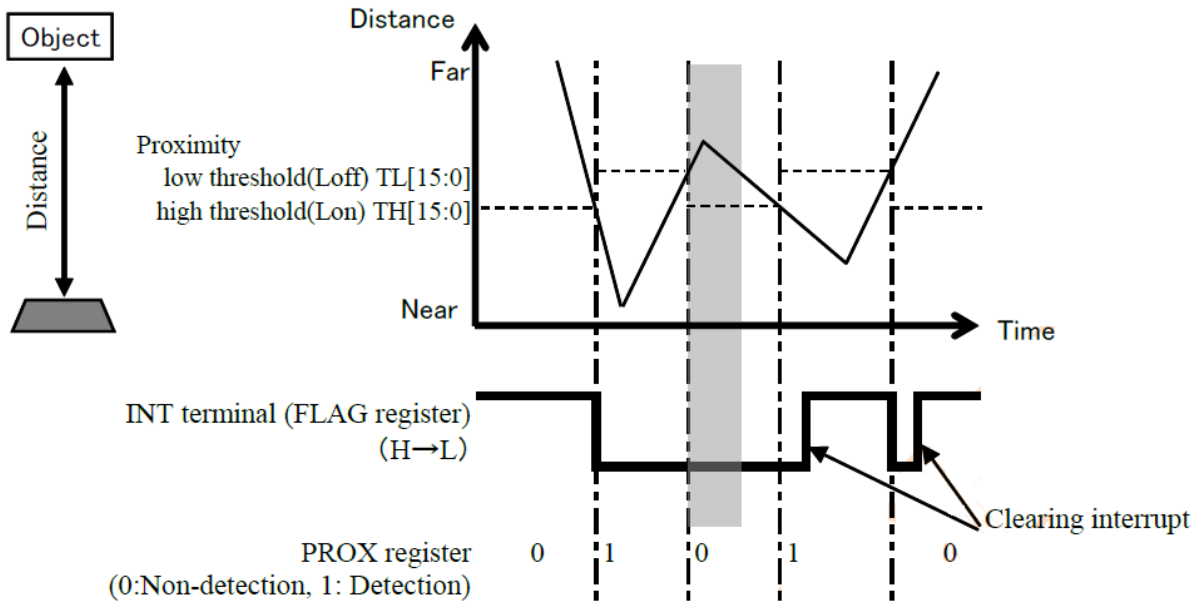 Object
Distance
Distance
Far
Proximity
low threshold(Loff) TL[15:0]
high threshold(Lon) TH[15:0]
Near
Time
INT terminal (FLAG register)
(H→L)
Clearing interrupt
PROX register
0 1 0 1 0
(0:Non-detection, 1: Detection)